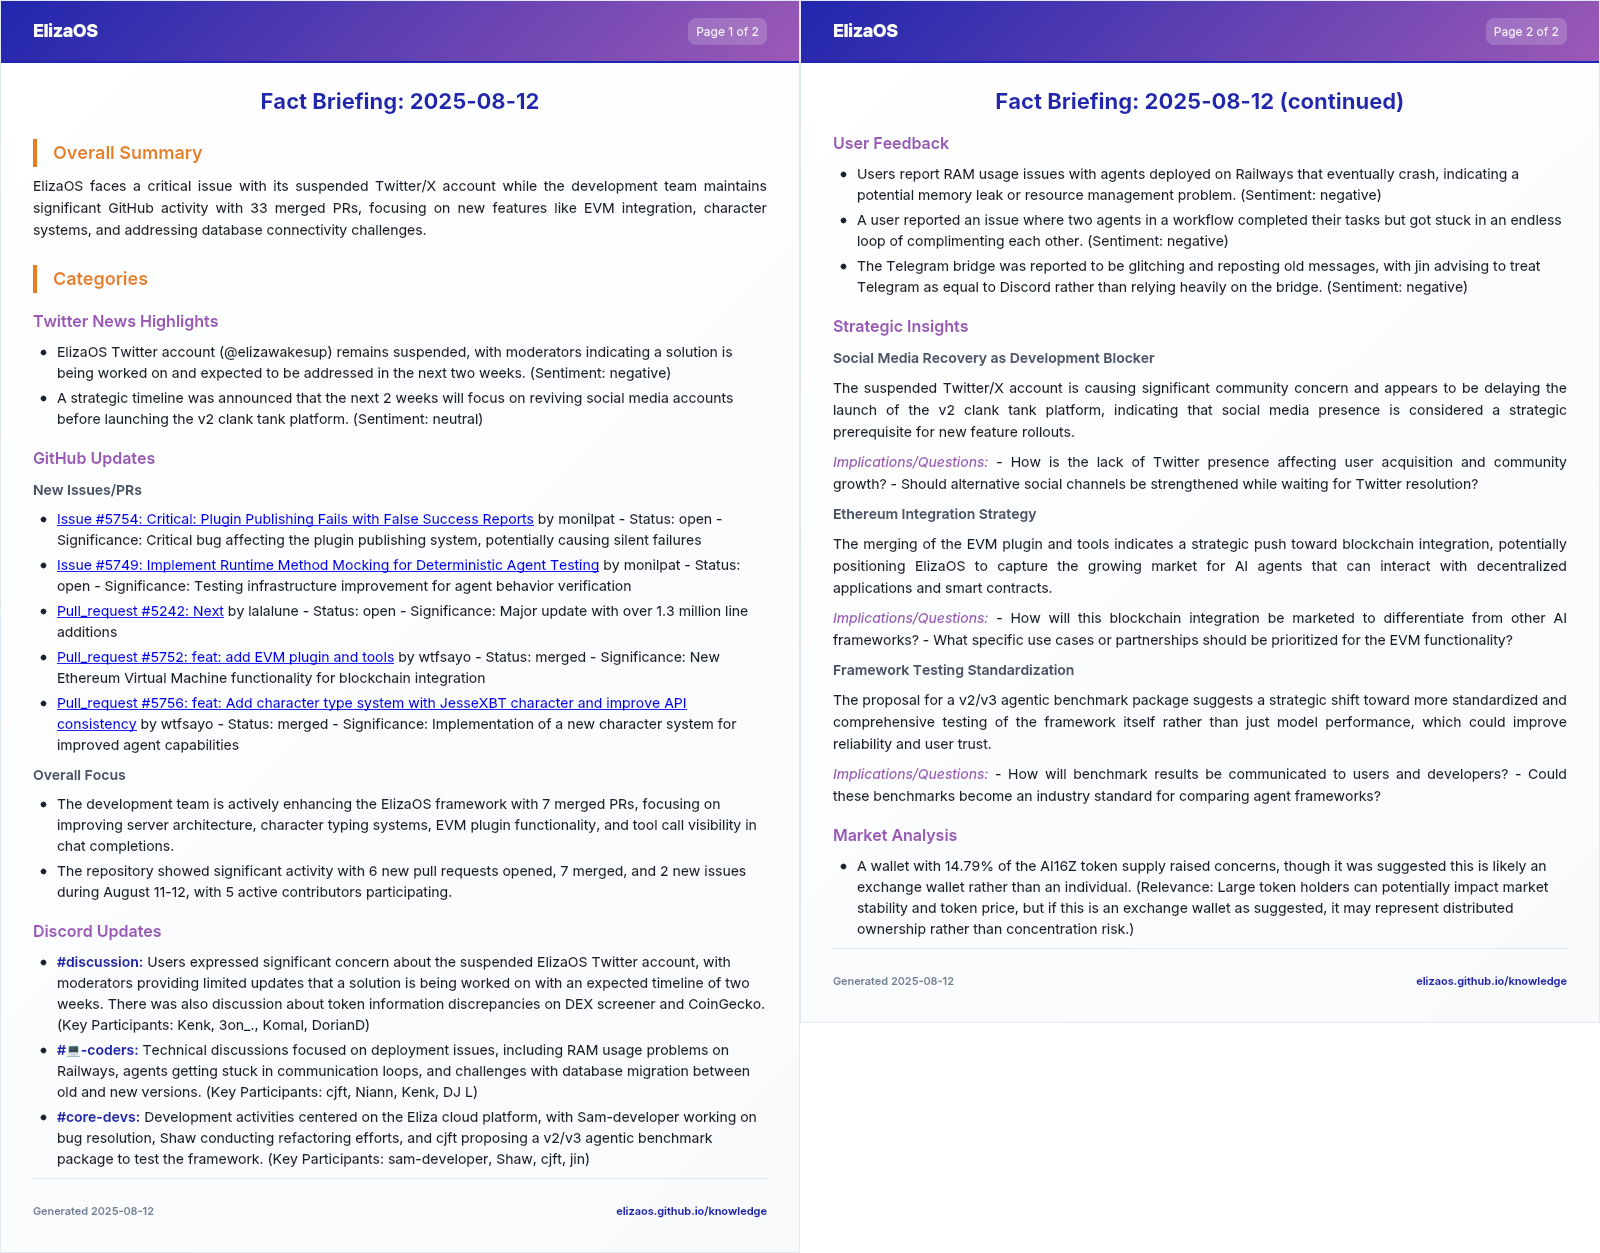 ElizaOS
Page 1 of 2
Fact Briefing: 2025-08-12
Overall Summary
ElizaOS faces a critical issue with its suspended Twitter/X account while the development team maintains
significant GitHub activity with 33 merged PRs, focusing on new features like EVM integration, character
systems, and addressing database connectivity challenges.
Categories
Twitter News Highlights
• ElizaOS Twitter account (@elizawakesup) remains suspended, with moderators indicating a solution is
being worked on and expected to be addressed in the next two weeks. (Sentiment: negative)
• A strategic timeline was announced that the next 2 weeks will focus on reviving social media accounts
before launching the v2 clank tank platform. (Sentiment: neutral)
GitHub Updates
New Issues/PRs
• Issue #5754: Critical: Plugin Publishing Fails with False Success Reports by monilpat - Status: open -
Significance: Critical bug affecting the plugin publishing system, potentially causing silent failures
• Issue #5749: Implement Runtime Method Mocking for Deterministic Agent Testing by monilpat - Status:
open - Significance: Testing infrastructure improvement for agent behavior verification
• Pull_request #5242: Next by lalalune - Status: open - Significance: Major update with over 1.3 million line
additions
• Pull_request #5752: feat: add EVM plugin and tools by wtfsayo - Status: merged - Significance: New
Ethereum Virtual Machine functionality for blockchain integration
• Pull_request #5756: feat: Add character type system with JesseXBT character and improve API
consistency by wtfsayo - Status: merged - Significance: Implementation of a new character system for
improved agent capabilities
Overall Focus
• The development team is actively enhancing the ElizaOS framework with 7 merged PRs, focusing on
improving server architecture, character typing systems, EVM plugin functionality, and tool call visibility in
chat completions.
• The repository showed significant activity with 6 new pull requests opened, 7 merged, and 2 new issues
during August 11-12, with 5 active contributors participating.
Discord Updates
• #discussion: Users expressed significant concern about the suspended ElizaOS Twitter account, with
moderators providing limited updates that a solution is being worked on with an expected timeline of two
weeks. There was also discussion about token information discrepancies on DEX screener and CoinGecko.
(Key Participants: Kenk, 3on_., Komal, DorianD)
• #💻-coders: Technical discussions focused on deployment issues, including RAM usage problems on
Railways, agents getting stuck in communication loops, and challenges with database migration between
old and new versions. (Key Participants: cjft, Niann, Kenk, DJ L)
• #core-devs: Development activities centered on the Eliza cloud platform, with Sam-developer working on
bug resolution, Shaw conducting refactoring efforts, and cjft proposing a v2/v3 agentic benchmark
package to test the framework. (Key Participants: sam-developer, Shaw, cjft, jin)
Generated 2025-08-12
elizaos.github.io/knowledge
ElizaOS
Page 2 of 2
Fact Briefing: 2025-08-12 (continued)
User Feedback
• Users report RAM usage issues with agents deployed on Railways that eventually crash, indicating a
potential memory leak or resource management problem. (Sentiment: negative)
• A user reported an issue where two agents in a workflow completed their tasks but got stuck in an endless
loop of complimenting each other. (Sentiment: negative)
• The Telegram bridge was reported to be glitching and reposting old messages, with jin advising to treat
Telegram as equal to Discord rather than relying heavily on the bridge. (Sentiment: negative)
Strategic Insights
Social Media Recovery as Development Blocker
The suspended Twitter/X account is causing significant community concern and appears to be delaying the
launch of the v2 clank tank platform, indicating that social media presence is considered a strategic
prerequisite for new feature rollouts.
Implications/Questions: - How is the lack of Twitter presence affecting user acquisition and community
growth? - Should alternative social channels be strengthened while waiting for Twitter resolution?
Ethereum Integration Strategy
The merging of the EVM plugin and tools indicates a strategic push toward blockchain integration, potentially
positioning ElizaOS to capture the growing market for AI agents that can interact with decentralized
applications and smart contracts.
Implications/Questions: - How will this blockchain integration be marketed to differentiate from other AI
frameworks? - What specific use cases or partnerships should be prioritized for the EVM functionality?
Framework Testing Standardization
The proposal for a v2/v3 agentic benchmark package suggests a strategic shift toward more standardized and
comprehensive testing of the framework itself rather than just model performance, which could improve
reliability and user trust.
Implications/Questions: - How will benchmark results be communicated to users and developers? - Could
these benchmarks become an industry standard for comparing agent frameworks?
Market Analysis
• A wallet with 14.79% of the AI16Z token supply raised concerns, though it was suggested this is likely an
exchange wallet rather than an individual. (Relevance: Large token holders can potentially impact market
stability and token price, but if this is an exchange wallet as suggested, it may represent distributed
ownership rather than concentration risk.)
Generated 2025-08-12
elizaos.github.io/knowledge